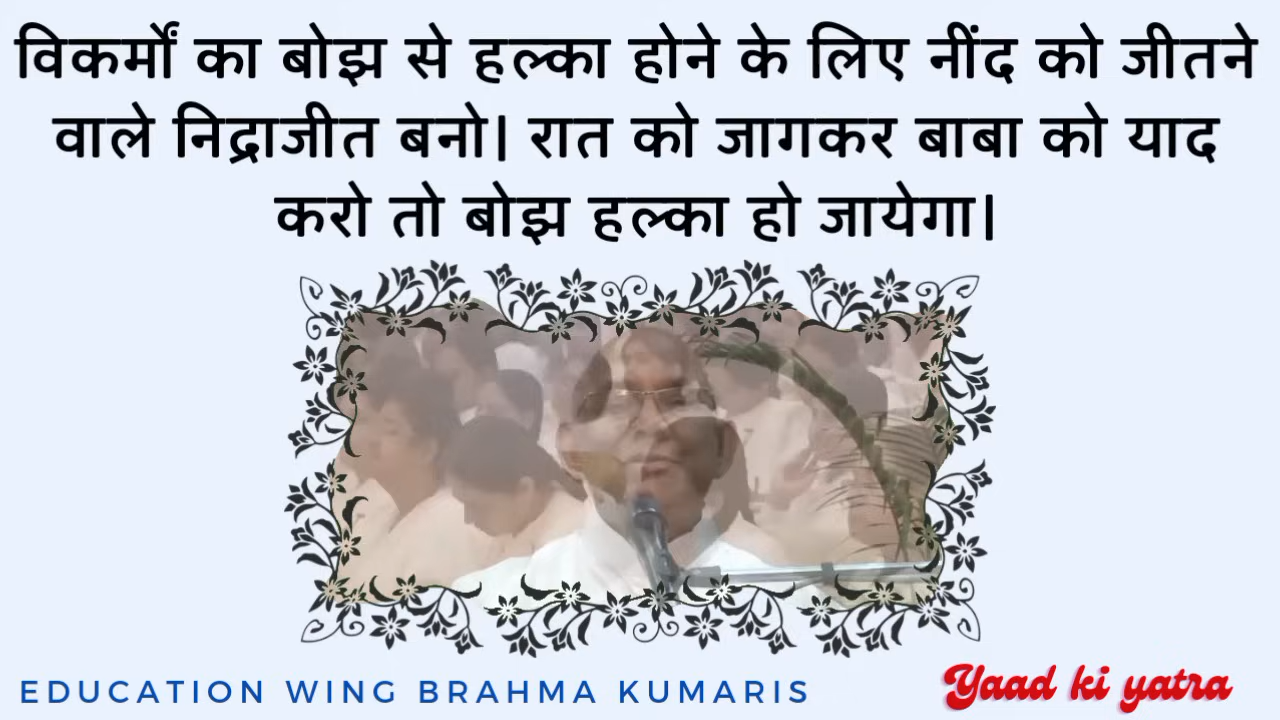 विकर्मों का बोझ से हल्का होने के लिए नींद को जीतने
वाले निद्राजीत बनो| रात को जागकर बाबा को याद
करो तो बोझ हल्का हो जायेगा|
EDUCATION WING BRAHMA KUMARIS
Yaad ki yatra